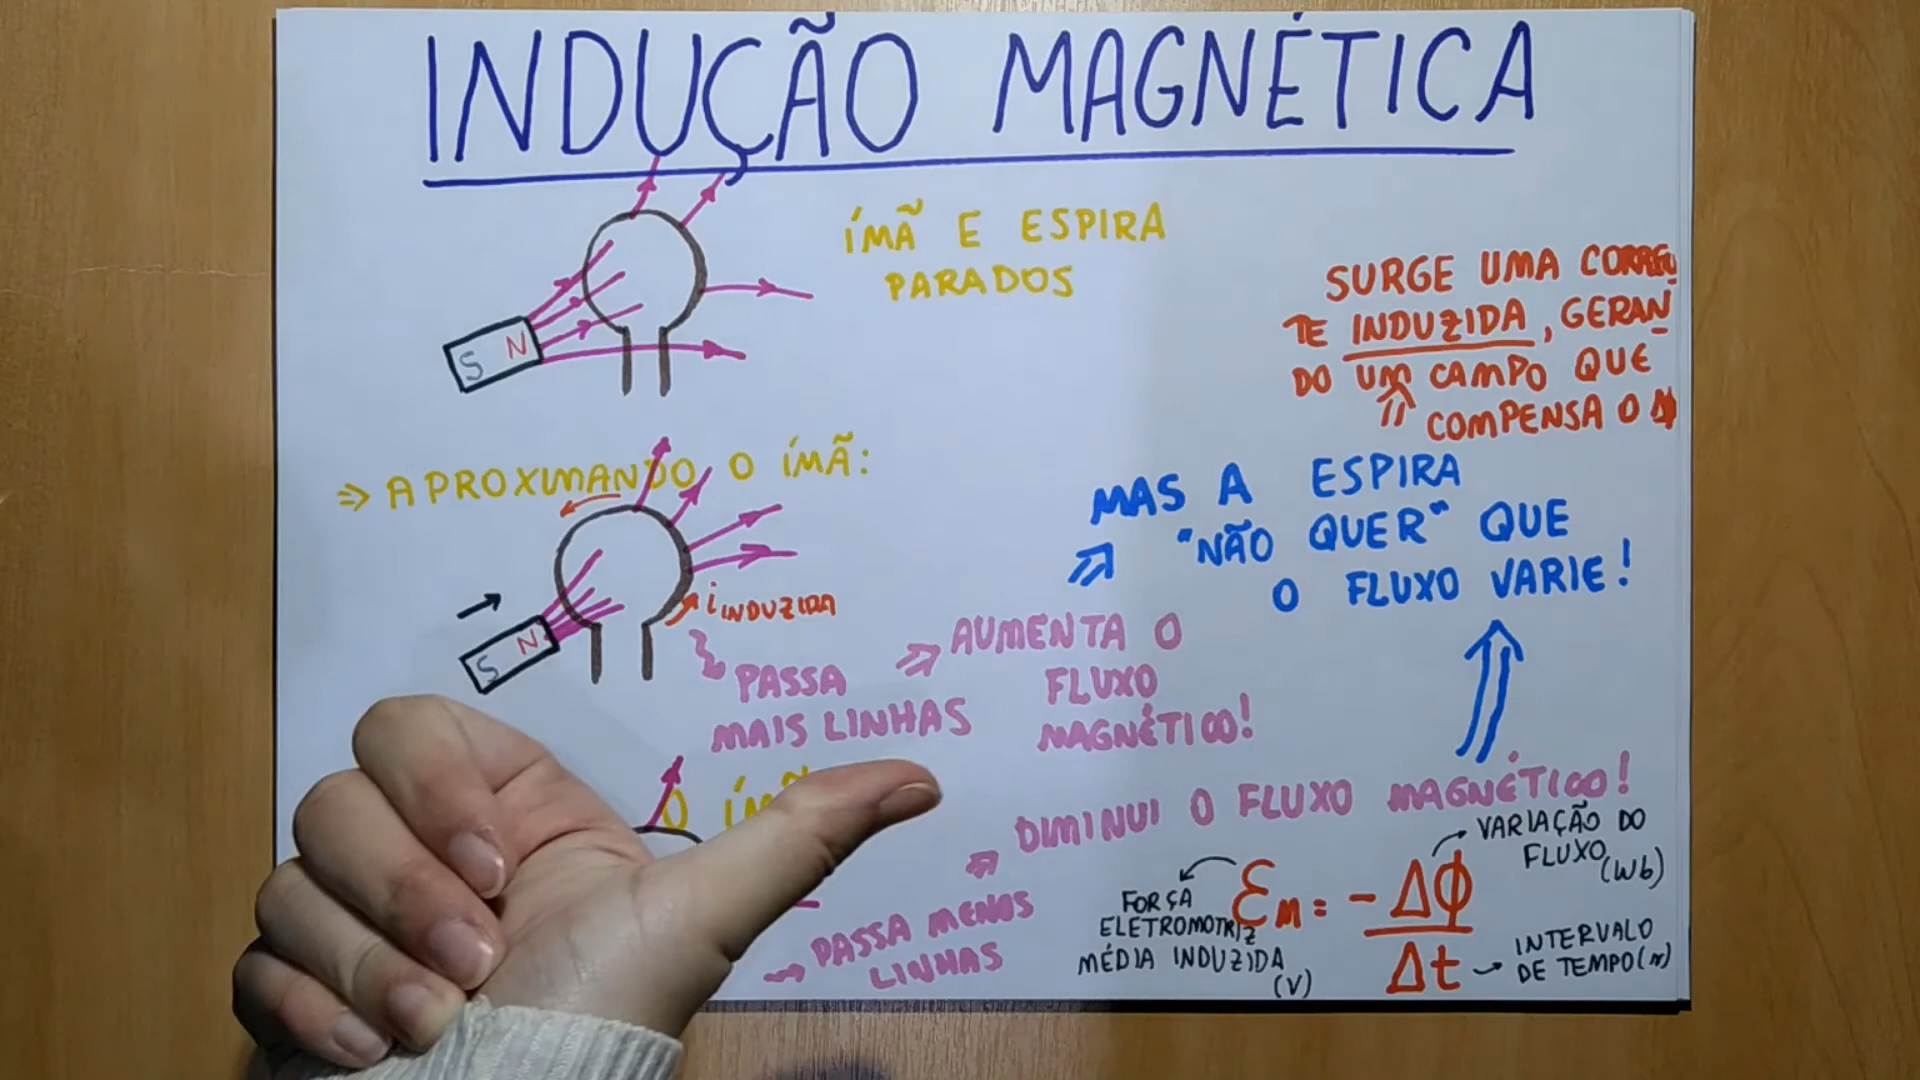 INDUÇÃO MAGNÉTICA
ÍMÃ E ESPIRA
PARADOS
S N
SURGE UMA CORREN
TE INDUZIDA, GERAN
DO UM CAMPO QUE
COMPENSA O
⇒ APROXIMANDO O ÍMÃ:
i INDUZIDA
S N
PASSA
MAIS LINHAS
⇒ AUMENTA O
FLUXO
MAGNÉTICO!
⇒ MAS A ESPIRA
"NÃO QUER" QUE
O FLUXO VARIE!
O ÍMÃ
PASSA MENOS
LINHAS
⇒ DIMINUI O FLUXO MAGNÉTICO!
FORÇA
ELETROMOTRIZ
MÉDIA INDUZIDA
(V)
Ɛm = -Δϕ
Δt
VARIAÇÃO DO
FLUXO (Wb)
INTERVALO
DE TEMPO (s)